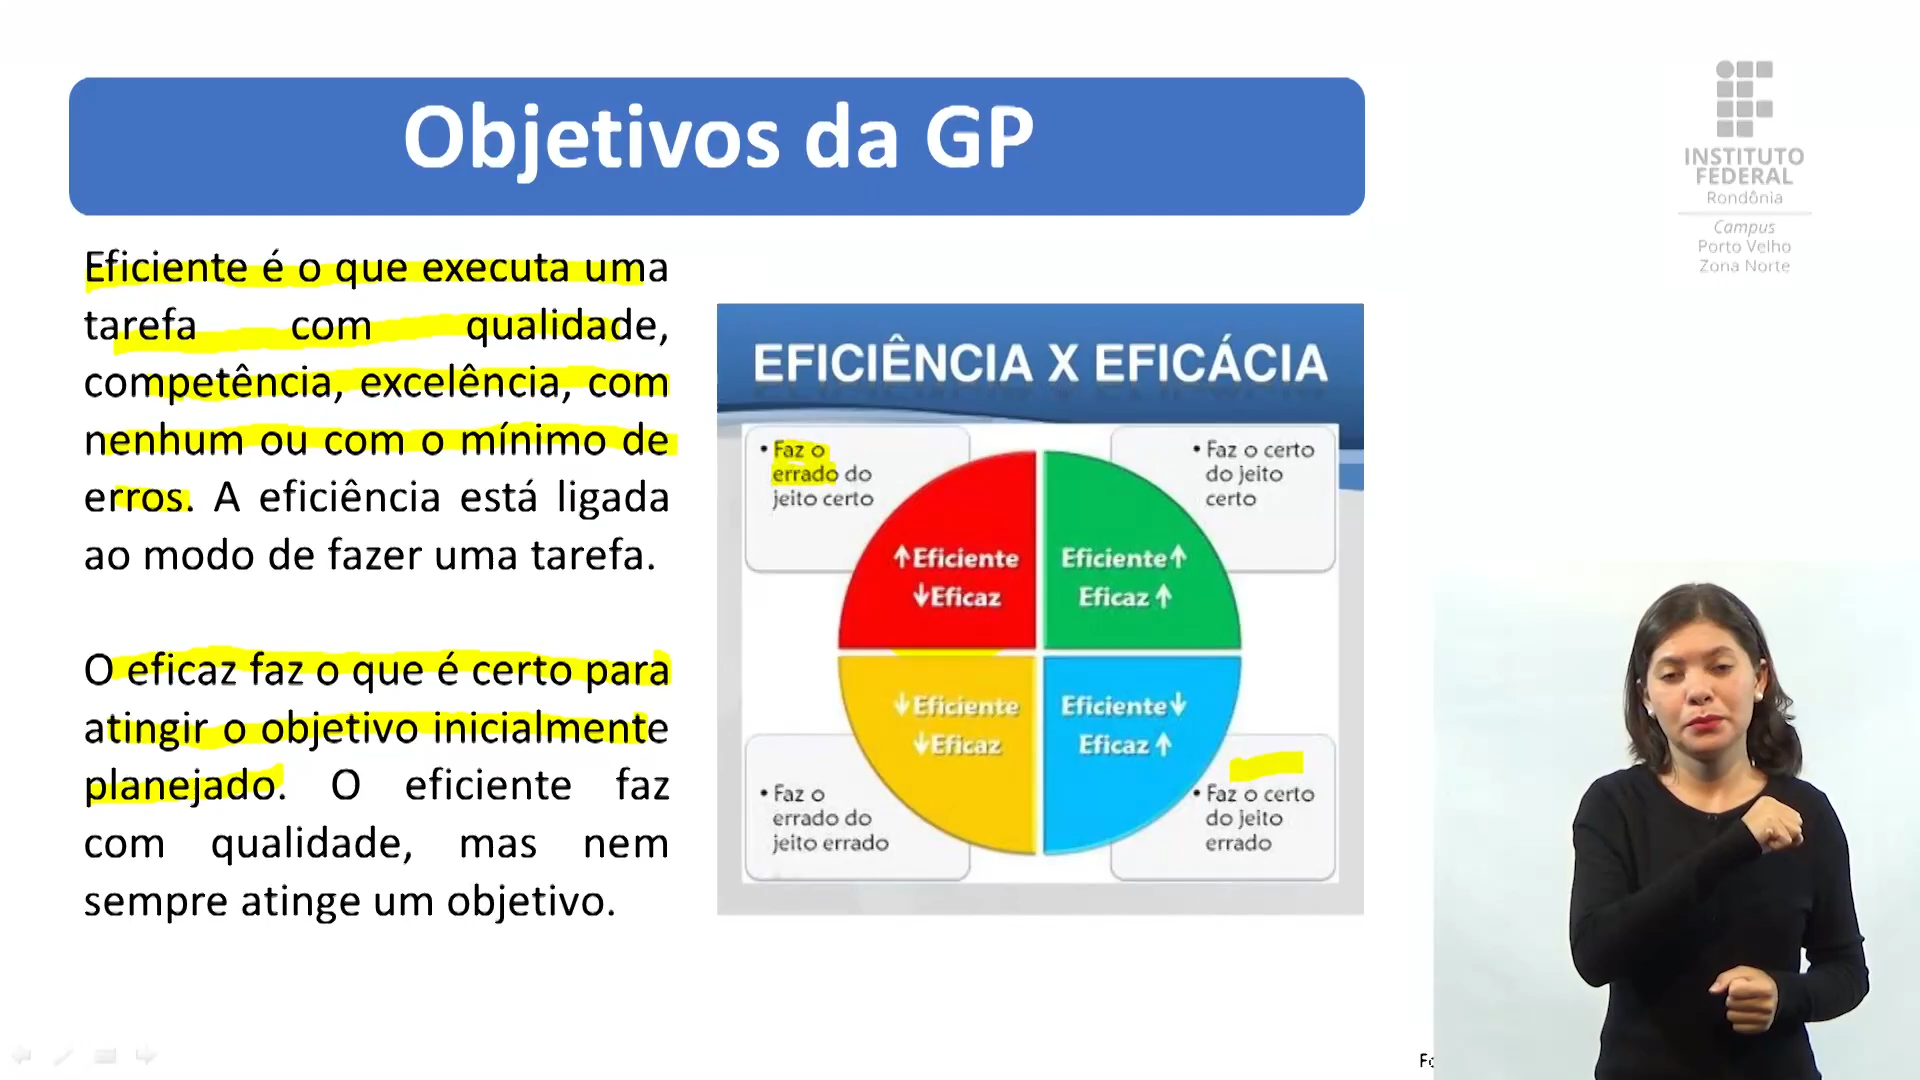 Objetivos da GP
INSTITUTO
FEDERAL
Rondônia
Campus
Porto Velho
Zona Norte
Eficiente é o que executa uma
tarefa com qualidade,
competência, excelência, com
nenhum ou com o mínimo de
erros. A eficiência está ligada
ao modo de fazer uma tarefa.
O eficaz faz o que é certo para
atingir o objetivo inicialmente
planejado. O eficiente faz
com qualidade, mas nem
sempre atinge um objetivo.
EFICIÊNCIA X EFICÁCIA
• Faz o
errado do
jeito certo
• Faz o certo
do jeito
certo
↑Eficiente
↓Eficaz
Eficiente↑
Eficaz↑
↓Eficiente
↓Eficaz
Eficiente↓
Eficaz↑
• Faz o
errado do
jeito errado
• Faz o certo
do jeito
errado